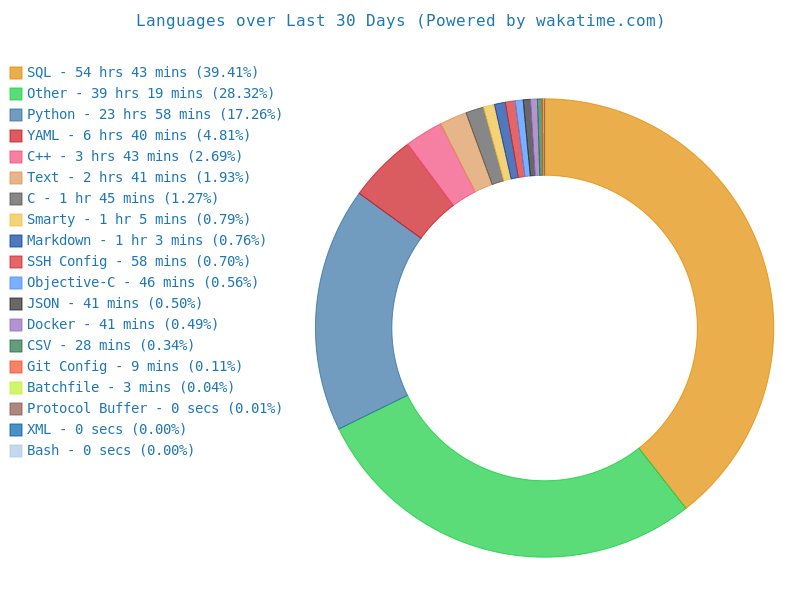 Languages over Last 30 Days (Powered by wakatime.com)
SQL - 54 hrs 43 mins (39.41%)
Other - 39 hrs 19 mins (28.32%)
Python - 23 hrs 58 mins (17.26%)
YAML - 6 hrs 40 mins (4.81%)
C++ - 3 hrs 43 mins (2.69%)
Text - 2 hrs 41 mins (1.93%)
C - 1 hr 45 mins (1.27%)
Smarty - 1 hr 5 mins (0.79%)
Markdown - 1 hr 3 mins (0.76%)
SSH Config - 58 mins (0.70%)
Objective-C - 46 mins (0.56%)
JSON - 41 mins (0.50%)
Docker - 41 mins (0.49%)
CSV - 28 mins (0.34%)
Git Config - 9 mins (0.11%)
Batchfile - 3 mins (0.04%)
Protocol Buffer - 0 secs (0.01%)
XML - 0 secs (0.00%)
Bash - 0 secs (0.00%)